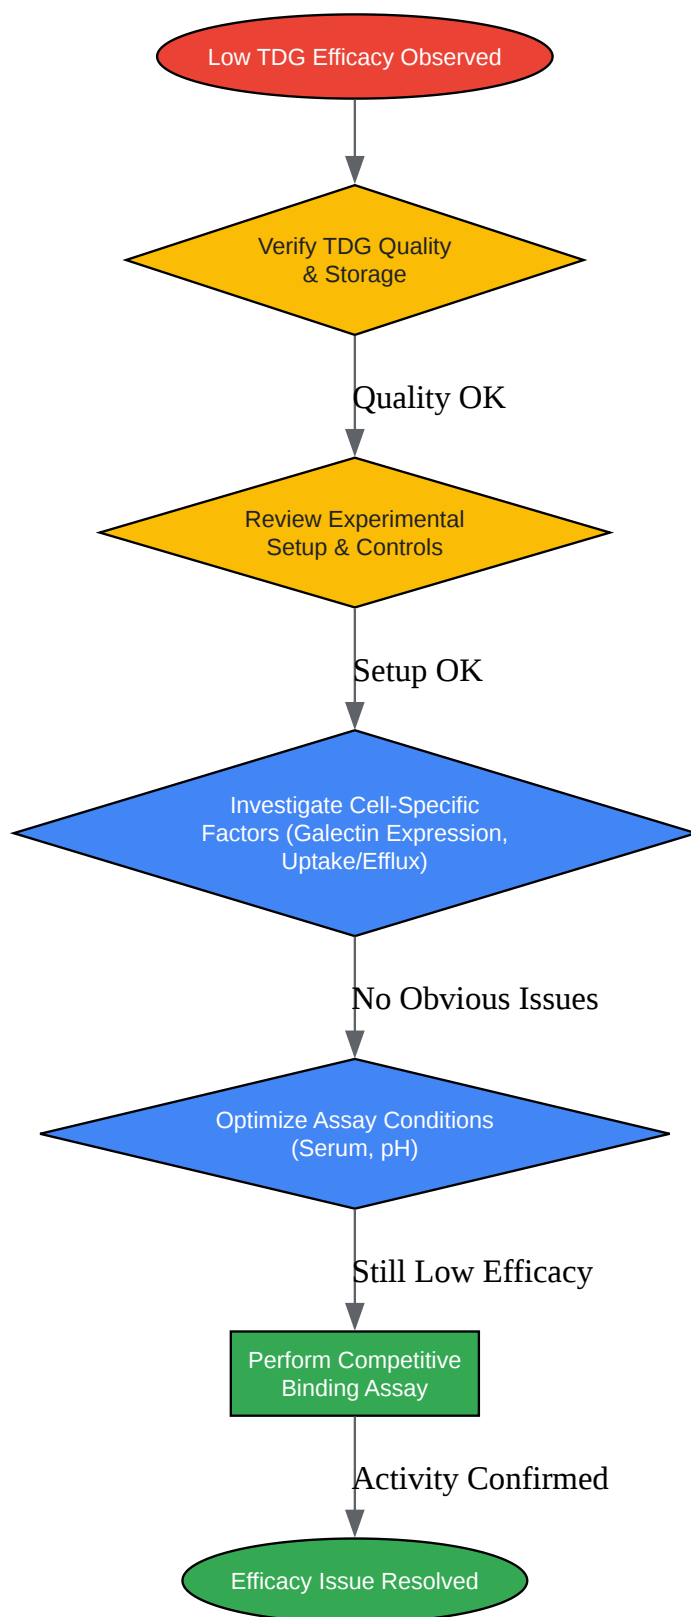 Low TDG Efficacy Observed
Verify TDG Quality
& Storage
Quality OK
Review Experimental
Setup & Controls
Setup OK
Investigate Cell-Specific
Factors (Galectin Expression,
Uptake/Efflux)
No Obvious Issues
Optimize Assay Conditions
(Serum, pH)
Still Low Efficacy
Perform Competitive
Binding Assay
Activity Confirmed
Efficacy Issue Resolved